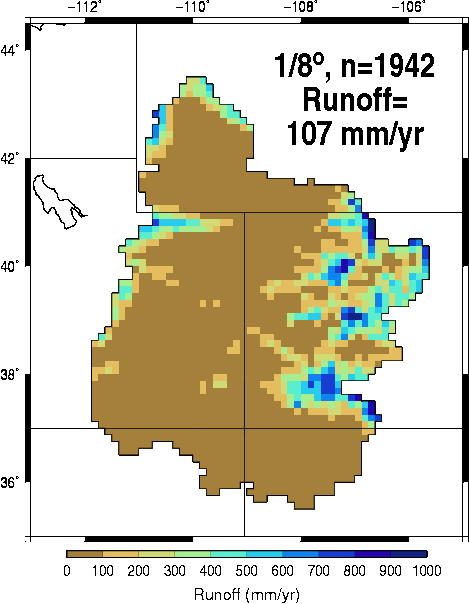 −112° −110° −108° −106°
44°
1/8°, n=1942
Runoff=
107 mm/yr
42°
40°
38°
36°
0 100 200 300 400 500 600 700 800 900 1000
Runoff (mm/yr)